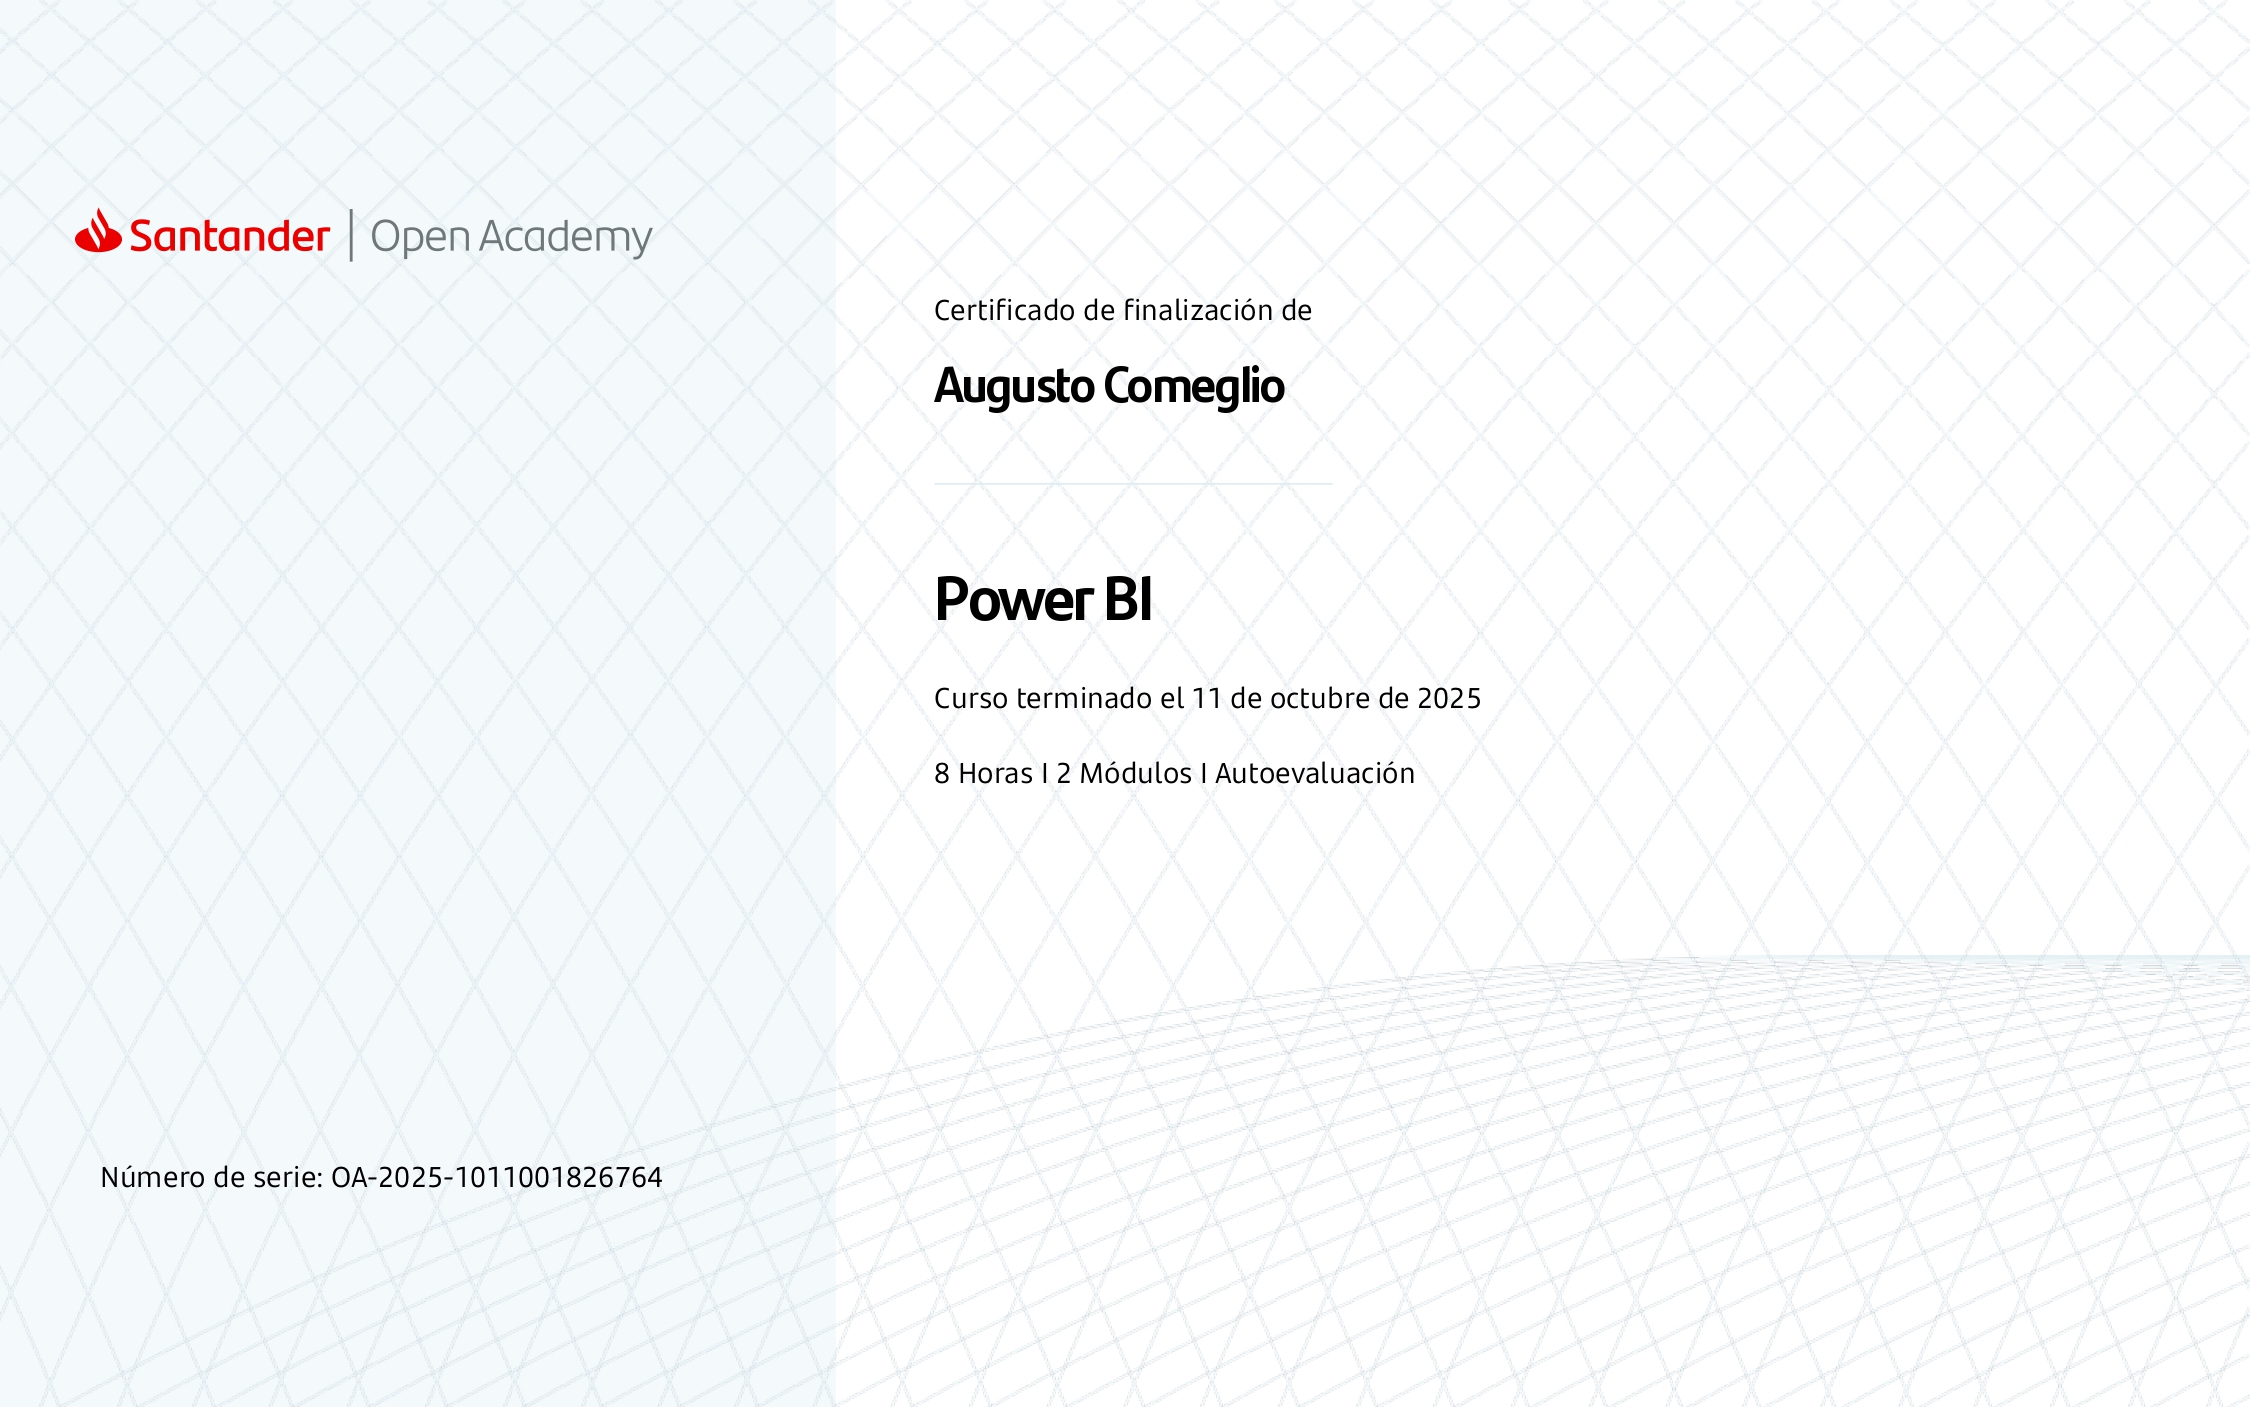 Santander | Open Academy
Certificado de finalización de
Augusto Comeglio
Power BI
Curso terminado el 11 de octubre de 2025
8 Horas I 2 Módulos I Autoevaluación
Número de serie: OA-2025-1011001826764